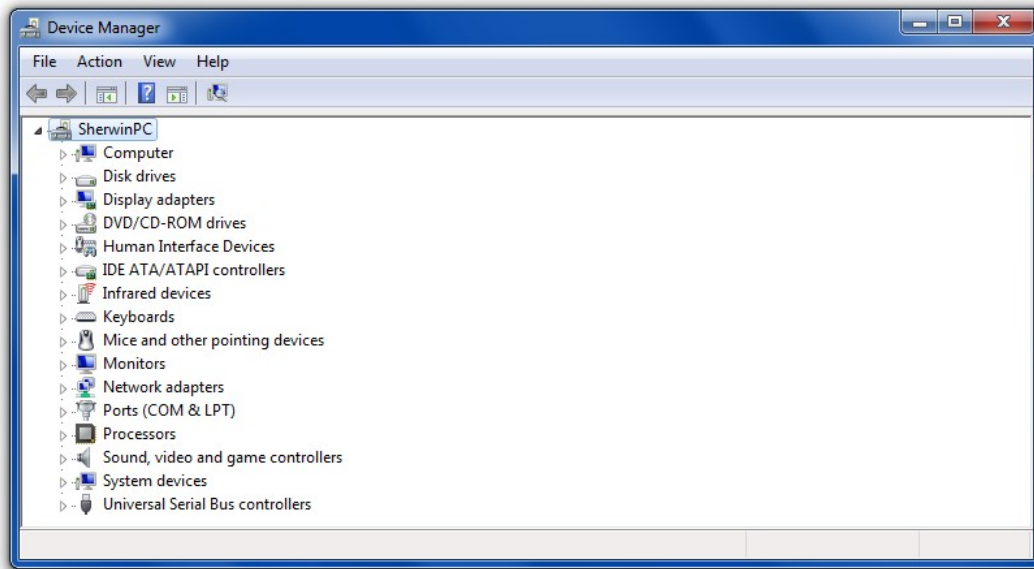 Device Manager
File Action View Help
SherwinPC
Computer
Disk drives
Display adapters
DVD/CD-ROM drives
Human Interface Devices
IDE ATA/ATAPI controllers
Infrared devices
Keyboards
Mice and other pointing devices
Monitors
Network adapters
Ports (COM & LPT)
Processors
Sound, video and game controllers
System devices
Universal Serial Bus controllers